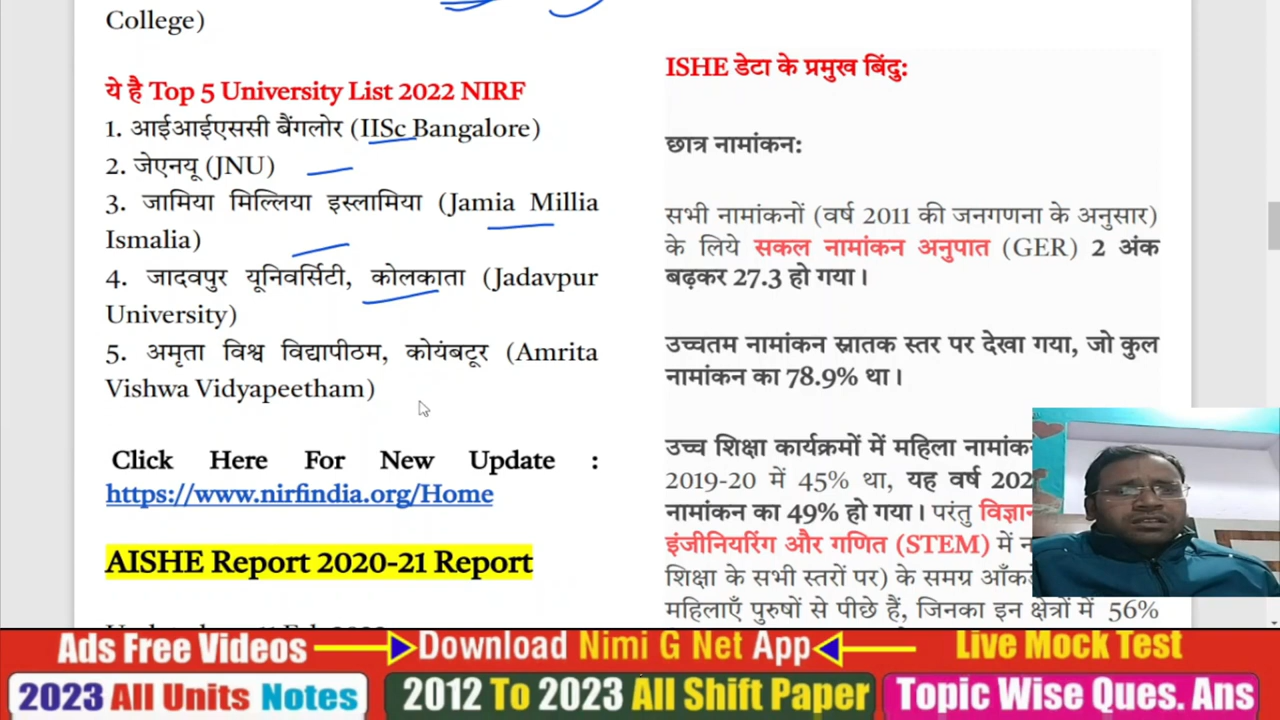 College)
ये है Top 5 University List 2022 NIRF
1. आईआईएससी बैंगलोर (IISc Bangalore)
2. जेएनयू (JNU)
3. जामिया मिल्लिया इस्लामिया (Jamia Millia
Ismalia)
4. जादवपुर यूनिवर्सिटी, कोलकाता (Jadavpur
University)
5. अमृता विश्व विद्यापीठम, कोयंबटूर (Amrita
Vishwa Vidyapeetham)
Click Here For New Update :
https://www.nirfindia.org/Home
AISHE Report 2020-21 Report
ISHE डेटा के प्रमुख बिंदु:
छात्र नामांकन:
सभी नामांकनों (वर्ष 2011 की जनगणना के अनुसार)
के लिये सकल नामांकन अनुपात (GER) 2 अंक
बढ़कर 27.3 हो गया।
उच्चतम नामांकन स्नातक स्तर पर देखा गया, जो कुल
नामांकन का 78.9% था।
उच्च शिक्षा कार्यक्रमों में महिला
2019-20 में 45% था, यह वर्ष
नामांकन का 49% हो गया। परंतु
इंजीनियरिंग और गणित (STEM) में
शिक्षा के सभी स्तरों पर) के समग्र
महिलाएँ पुरुषों से पीछे हैं, जिनका इन क्षेत्रों में 56%
Ads Free Videos Download Nimi G Net App Live Mock Test
2023 All Units Notes 2012 To 2023 All Shift Paper Topic Wise Ques. Ans